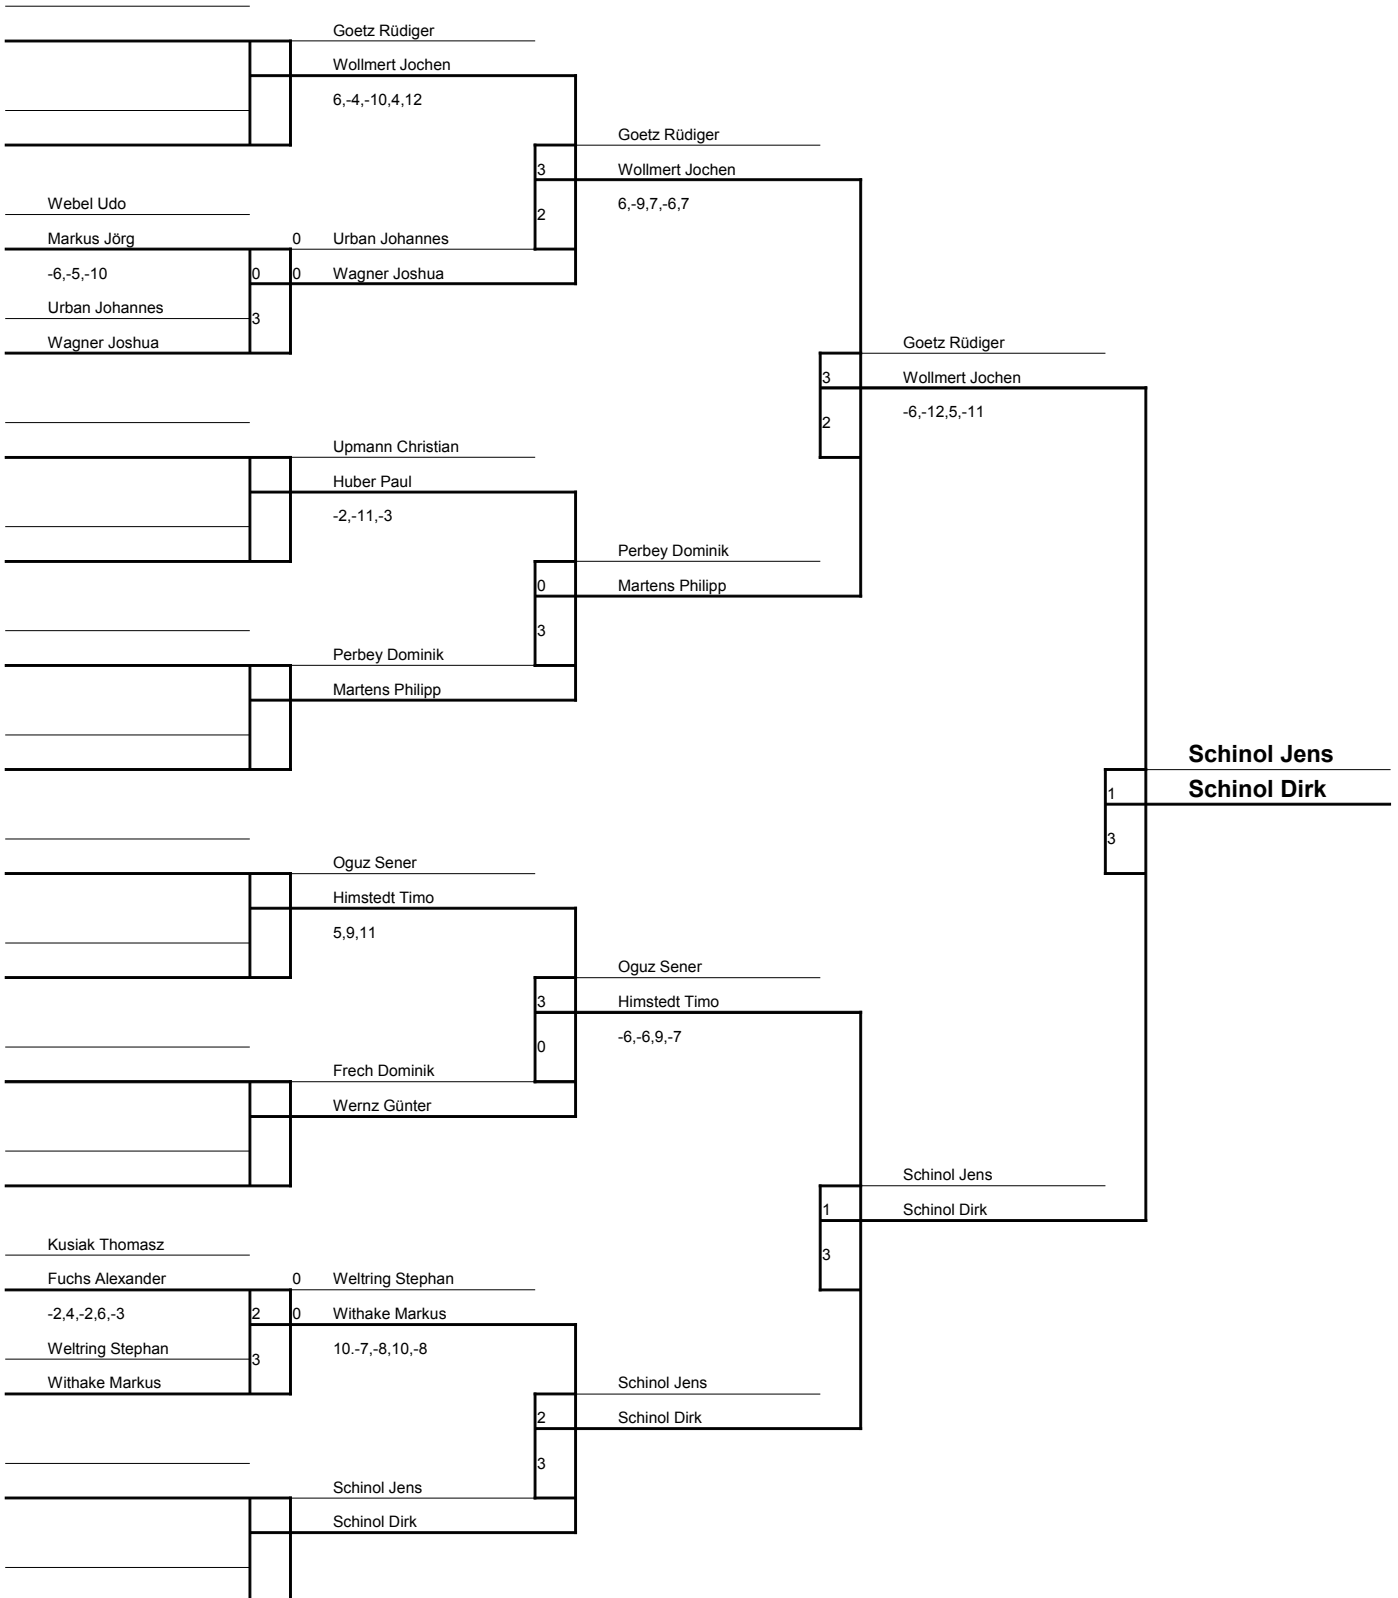 Goetz Rüdiger
Wollmert Jochen
6,-4,-10,4,12
Goetz Rüdiger
3 Wollmert Jochen
Webel Udo
6,-9,7,-6,7
2
Markus Jörg 0 Urban Johannes
-6,-5,-10 0 0 Wagner Joshua
Urban Johannes
3
Wagner Joshua
Goetz Rüdiger
3 Wollmert Jochen
-6,-12,5,-11
2
Upmann Christian
Huber Paul
-2,-11,-3
Perbey Dominik
0 Martens Philipp
3
Perbey Dominik
Martens Philipp
Schinol Jens
1 Schinol Dirk
3
Oguz Sener
Himstedt Timo
5,9,11
Oguz Sener
3 Himstedt Timo
-6,-6,9,-7
0
Frech Dominik
Wernz Günter
Schinol Jens
1 Schinol Dirk
Kusiak Thomasz
3
Fuchs Alexander 0 Weltring Stephan
-2,4,-2,6,-3 2 0 Withake Markus
Weltring Stephan 10.-7,-8,10,-8
3
Withake Markus
Schinol Jens
2 Schinol Dirk
3
Schinol Jens
Schinol Dirk